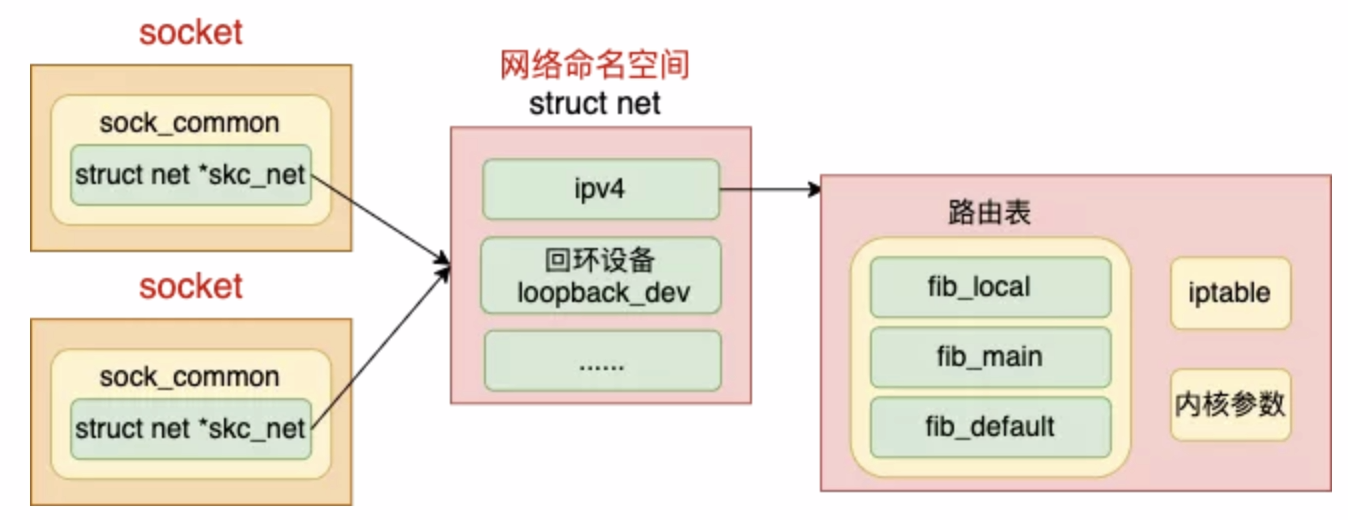 socket
sock_common
struct net *skc_net
socket
sock_common
struct net *skc_net
网络命名空间
struct net
ipv4
回环设备
loopback_dev
......
路由表
fib_local
fib_main
fib_default
iptable
内核参数